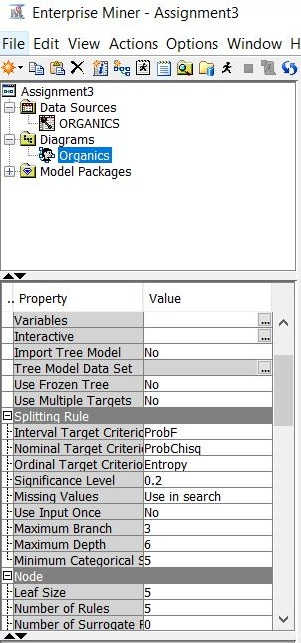 Enterprise Miner - Assignment3
File Edit View Actions Options Window H
Assignment3
Data Sources
ORGANICS
Diagrams
Organics
Model Packages
.. Property Value
Variables ...
Interactive ...
Import Tree Model No
Tree Model Data Set ...
Use Frozen Tree No
Use Multiple Targets No
Splitting Rule
Interval Target Criterio ProbF
Nominal Target Criteri ProbChisq
Ordinal Target Criterio Entropy
Significance Level 0.2
Missing Values Use in search
Use Input Once No
Maximum Branch 3
Maximum Depth 6
Minimum Categorical S 5
Node
Leaf Size 5
Number of Rules 5
Number of Surrogate R 0